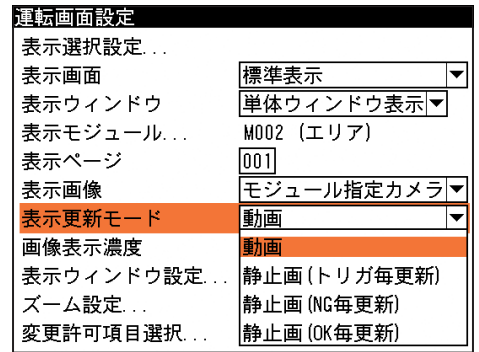 運転画面設定
表示選択設定...
表示画面 標準表示
表示ウィンドウ 単体ウィンドウ表示
表示モジュール... M002 (エリア)
表示ページ 001
表示画像 モジュール指定カメラ
表示更新モード 動画
画像表示濃度 動画
表示ウィンドウ設定... 静止画(トリガ毎更新)
ズーム設定... 静止画(NG毎更新)
変更許可項目選択... 静止画(OK毎更新)